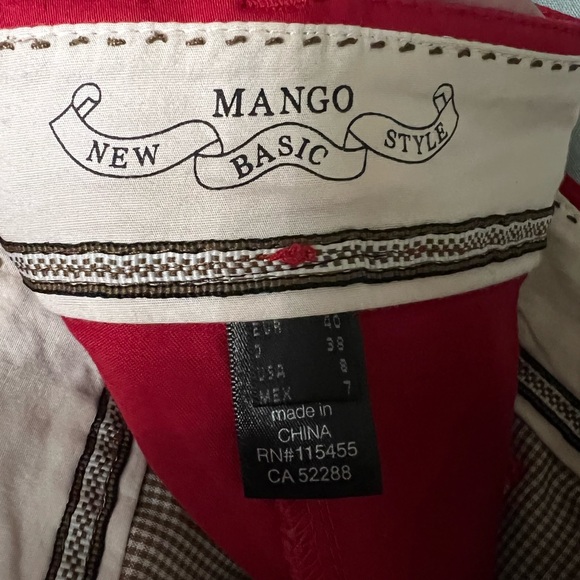 MANGO
NEW BASIC STYLE
EUR 40
D 38
USA 8
MEX 7
made in
CHINA
RN#115455
CA 52288